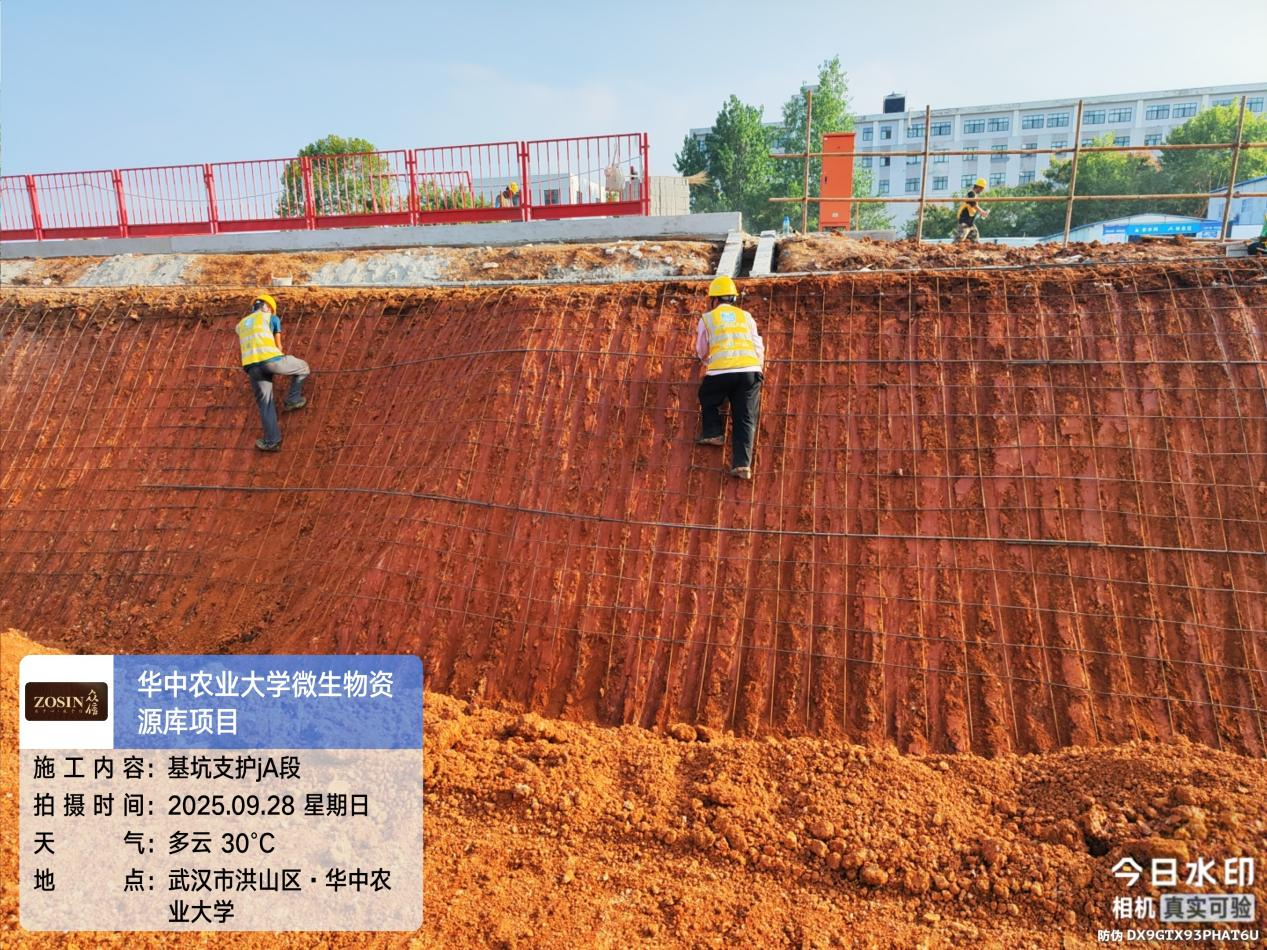 华中农业大学微生物资
源库项目
ZOSIN 众信
施工内容：基坑支护jA段
拍摄时间：2025.09.28 星期日
天气：多云 30°C
地点：武汉市洪山区·华中农
业大学
今日水印
相机 真实可验
防伪 DX9GTX93PHAT6U